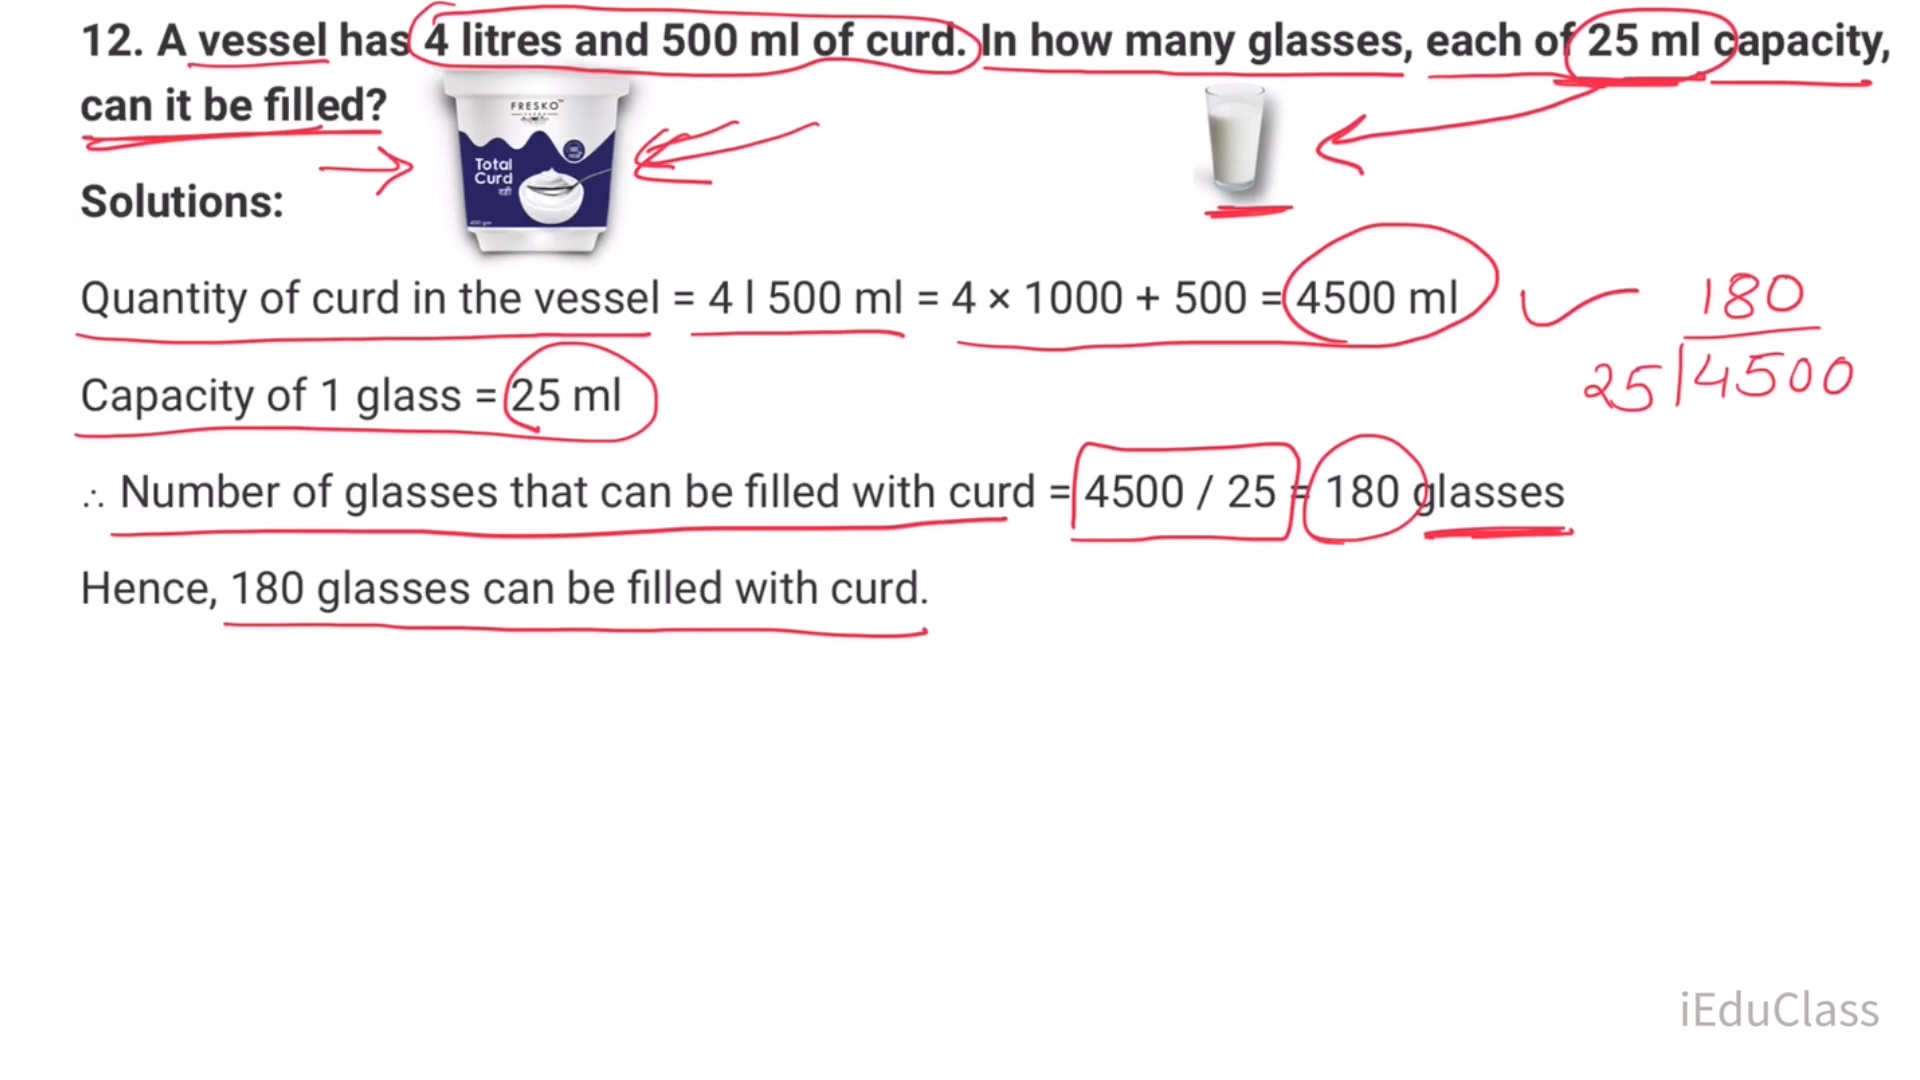 12. A vessel has 4 litres and 500 ml of curd. In how many glasses, each of 25 ml capacity,
can it be filled?
FRESKO
Total
Curd
दही
Solutions:
Quantity of curd in the vessel = 4 l 500 ml = 4 × 1000 + 500 = 4500 ml
180
25 4500
Capacity of 1 glass = 25 ml
∴ Number of glasses that can be filled with curd = 4500 / 25 = 180 glasses
Hence, 180 glasses can be filled with curd.
iEduClass